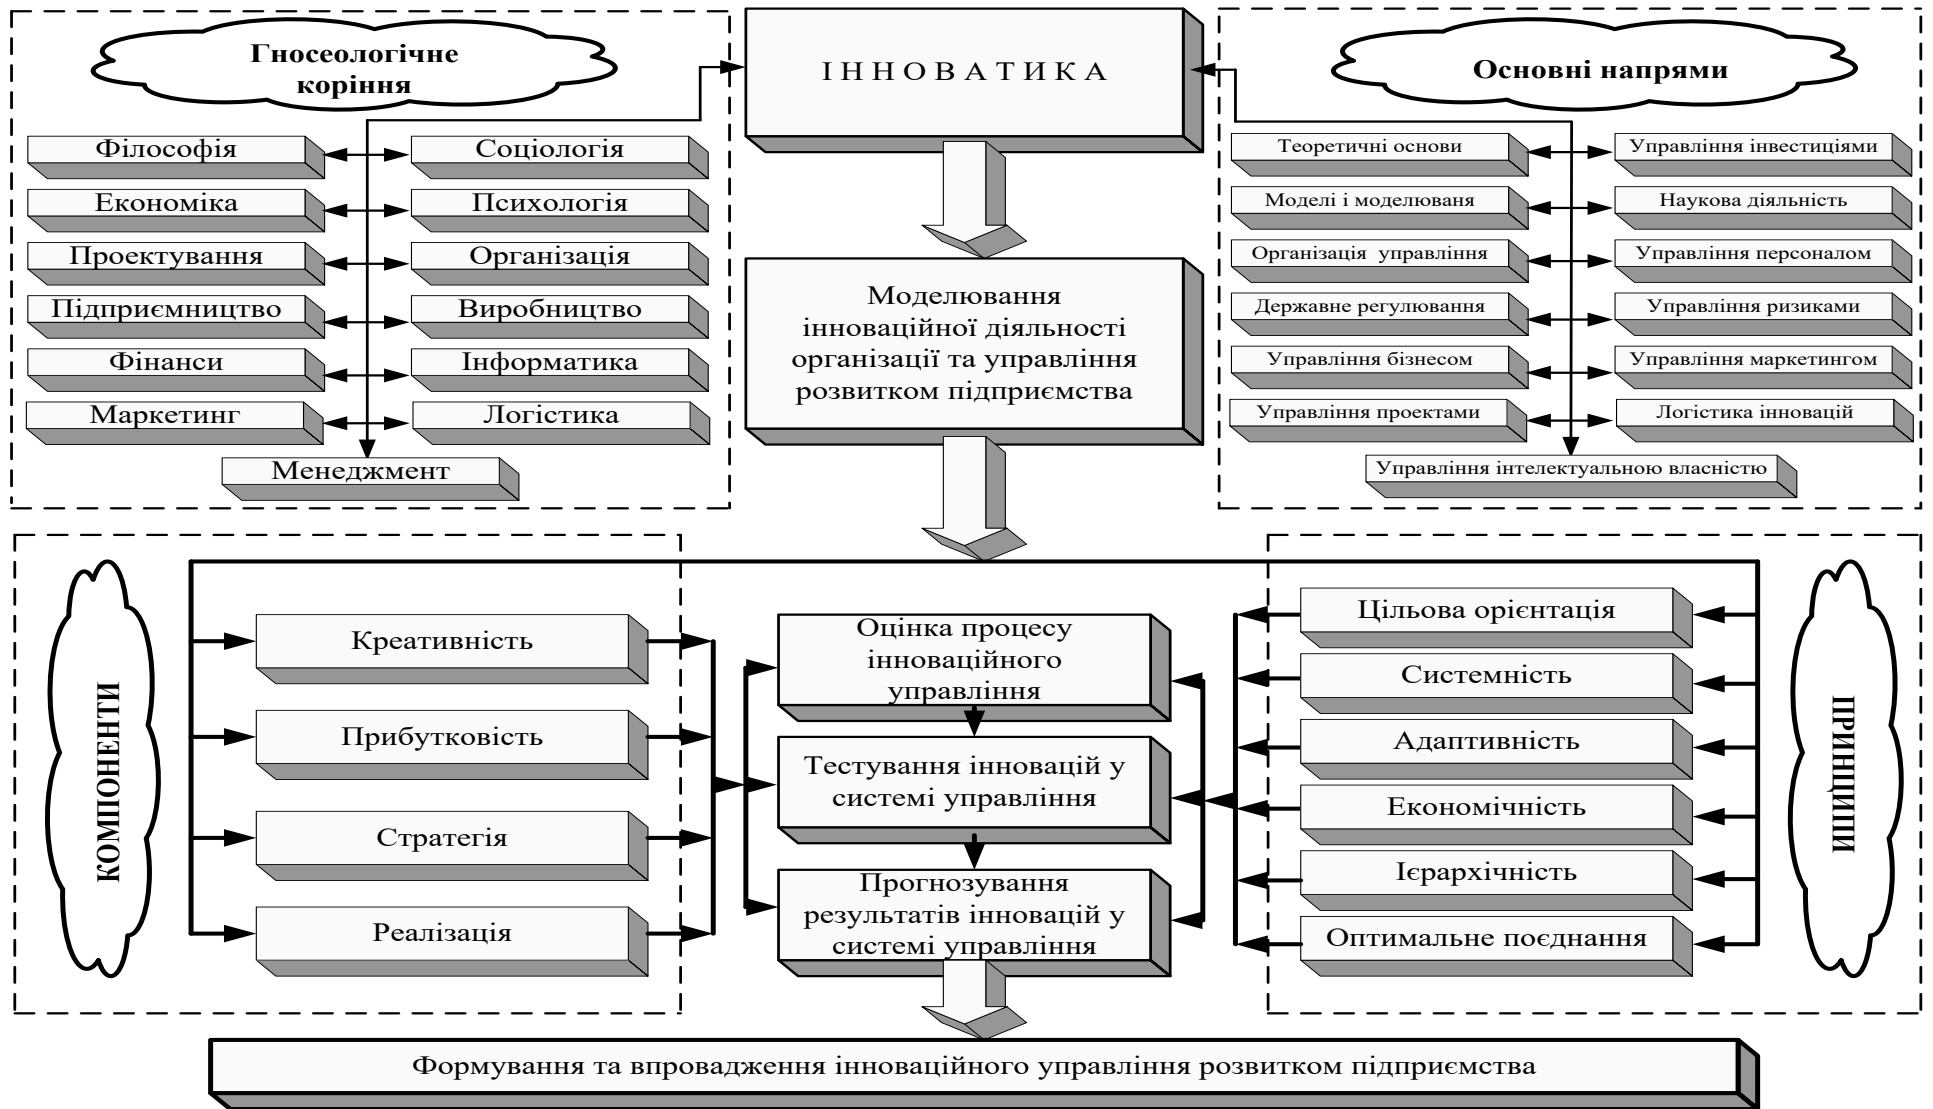 Гносеологічне
коріння
Філософія
Соціологія
Економіка
Психологія
Проектування
Організація
Підприємництво
Виробництво
Фінанси
Інформатика
Маркетинг
Логістика
Менеджмент
ІННОВАТИКА
Моделювання
інноваційної діяльності
організації та управління
розвитком підприємства
Основні напрями
Теоретичні основи
Управління інвестиціями
Моделі і моделюваня
Наукова діяльність
Організація управління
Управління персоналом
Державне регулювання
Управління ризиками
Управління бізнесом
Управління маркетингом
Управління проектами
Логістика інновацій
Управління інтелектуальною власністю
КОМПОНЕНТИ
Креативність
Прибутковість
Стратегія
Реалізація
Оцінка процесу
інноваційного
управління
Тестування інновацій у
системі управління
Прогнозування
результатів інновацій у
системі управління
Цільова орієнтація
Системність
Адаптивність
Економічність
Ієрархічність
Оптимальне поєднання
ПРИНЦИПИ
Формування та впровадження інноваційного управління розвитком підприємства